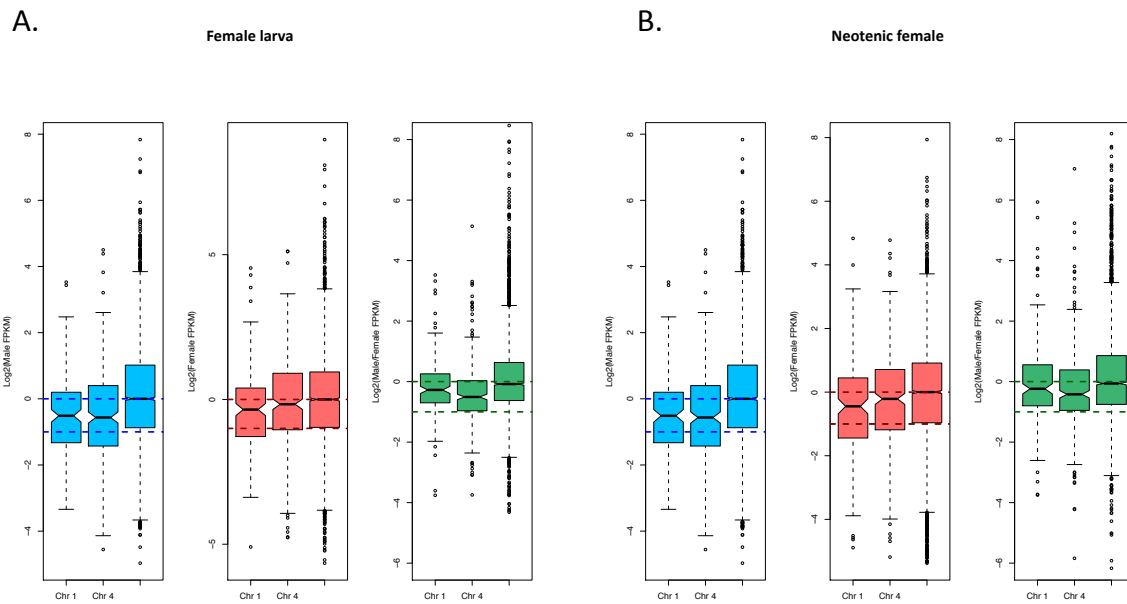 A.
Female larva
Log2(Male FPKM)
8
6
4
2
0
−2
−4
Chr 1 Chr 4
Log2(Female FPKM)
5
0
−5
Chr 1 Chr 4
Log2(Male/Female FPKM)
8
6
4
2
0
−2
−4
−6
Chr 1 Chr 4
B.
Neotenic female
Log2(Male FPKM)
8
6
4
2
0
−2
−4
Chr 1 Chr 4
Log2(Female FPKM)
8
6
4
2
0
−2
−4
Chr 1 Chr 4
Log2(Male/Female FPKM)
8
6
4
2
0
−2
−4
−6
Chr 1 Chr 4